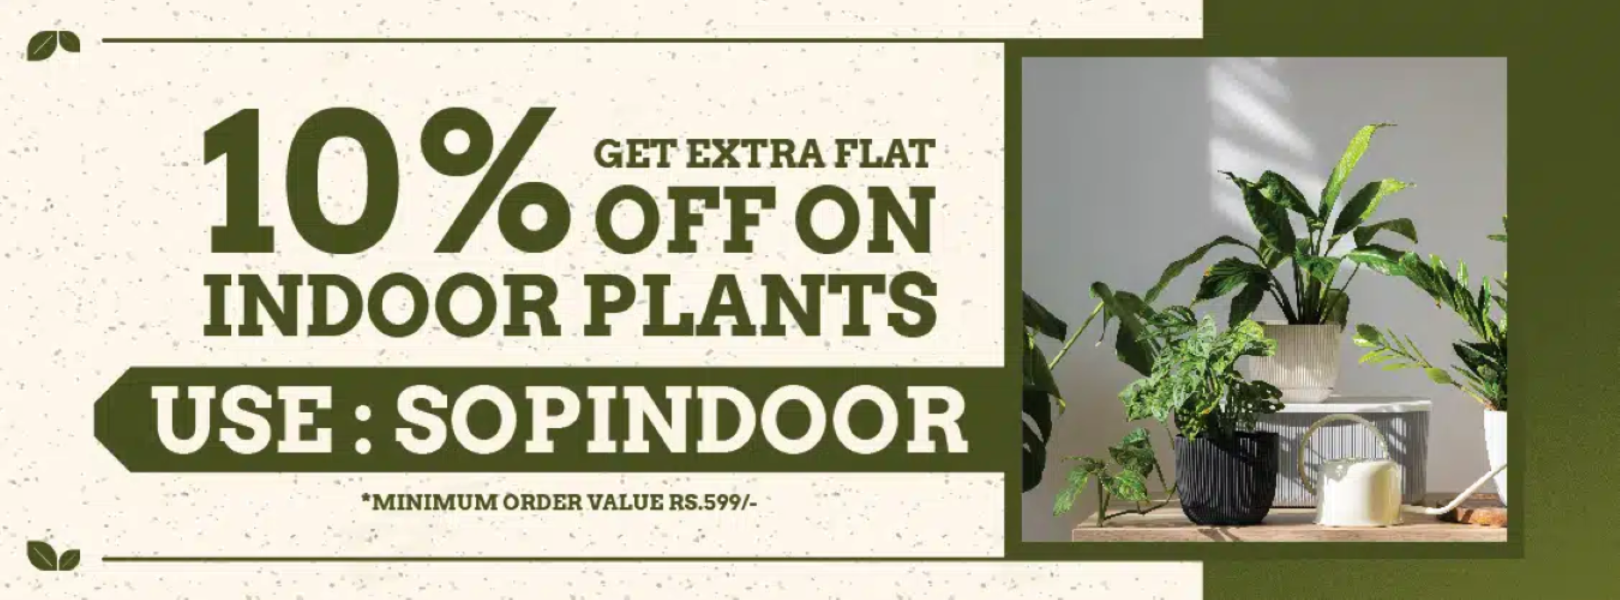 10% GET EXTRA FLAT
OFF ON
INDOOR PLANTS
USE : SOPINDOOR
*MINIMUM ORDER VALUE RS.599/-